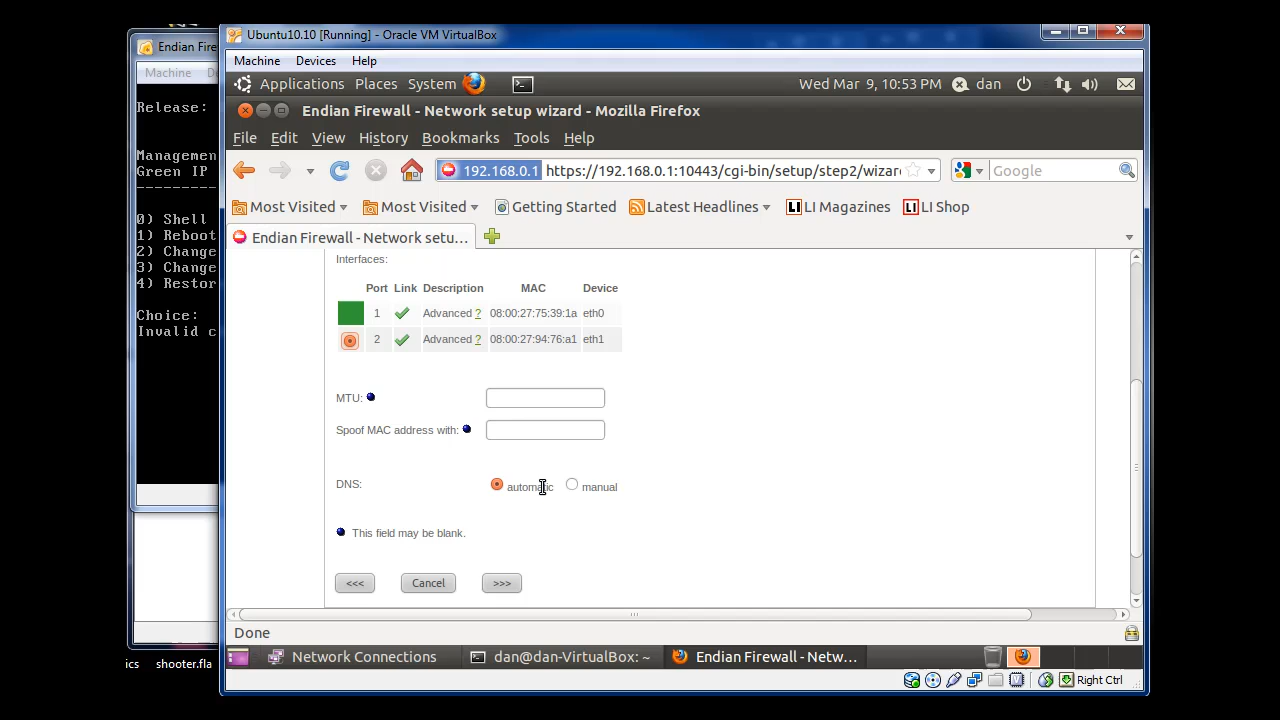 Ubuntu10.10 [Running] - Oracle VM VirtualBox
Endian Fire
Machine Devices Help
Machine D
Applications Places System
Wed Mar 9, 10:53 PM dan
Release:
Endian Firewall - Network setup wizard - Mozilla Firefox
File Edit View History Bookmarks Tools Help
Managemen
Green IP
192.168.0.1 https://192.168.0.1:10443/cgi-bin/setup/step2/wizar
Google
---------
0) Shell
1) Reboot
2) Change
3) Change
4) Restor
Choice:
Invalid c
Most Visited Most Visited Getting Started Latest Headlines LI Magazines LI Shop
Endian Firewall - Network setu...
Interfaces:
Port Link Description MAC Device
1 Advanced ? 08:00:27:75:39:1a eth0
2 Advanced ? 08:00:27:94:76:a1 eth1
MTU:
Spoof MAC address with:
DNS: automatic manual
This field may be blank.
<<< Cancel >>>
Done
Network Connections dan@dan-VirtualBox: ~ Endian Firewall - Netw...
ics shooter.fla
Right Ctrl